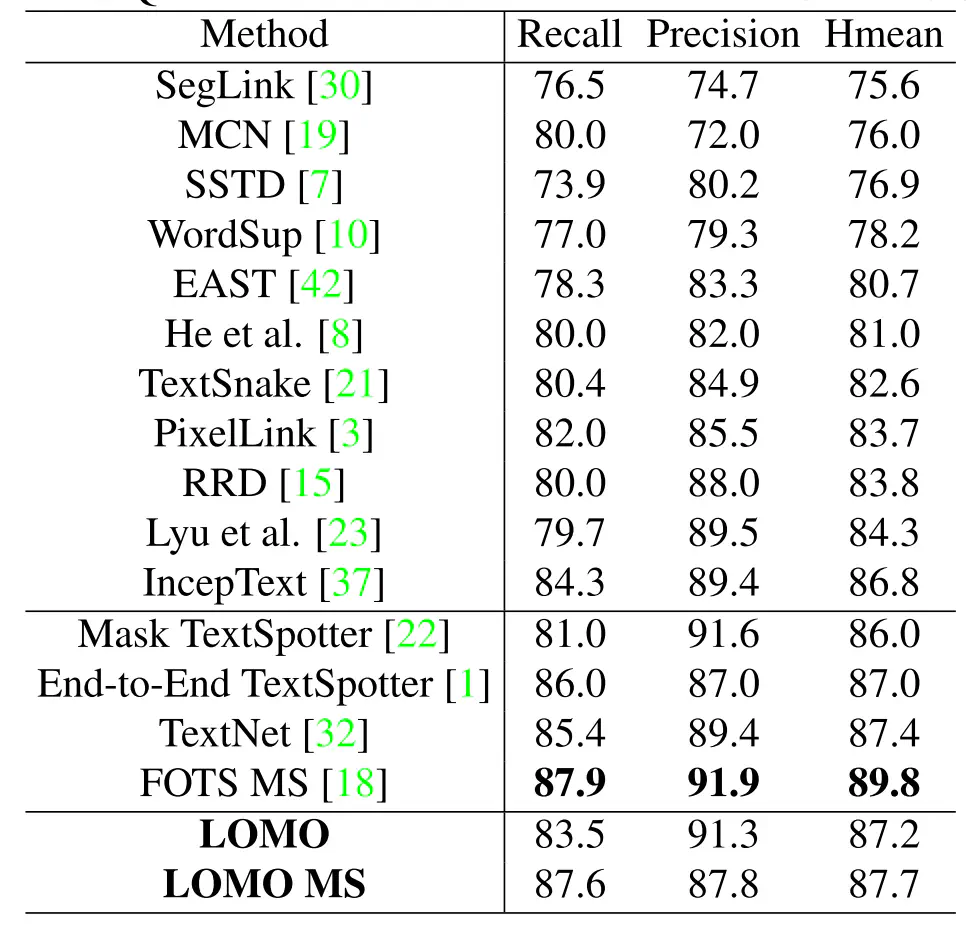 Method Recall Precision Hmean
SegLink [30] 76.5 74.7 75.6
MCN [19] 80.0 72.0 76.0
SSTD [7] 73.9 80.2 76.9
WordSup [10] 77.0 79.3 78.2
EAST [42] 78.3 83.3 80.7
He et al. [8] 80.0 82.0 81.0
TextSnake [21] 80.4 84.9 82.6
PixelLink [3] 82.0 85.5 83.7
RRD [15] 80.0 88.0 83.8
Lyu et al. [23] 79.7 89.5 84.3
IncepText [37] 84.3 89.4 86.8
Mask TextSpotter [22] 81.0 91.6 86.0
End-to-End TextSpotter [1] 86.0 87.0 87.0
TextNet [32] 85.4 89.4 87.4
FOTS MS [18] 87.9 91.9 89.8
LOMO 83.5 91.3 87.2
LOMO MS 87.6 87.8 87.7